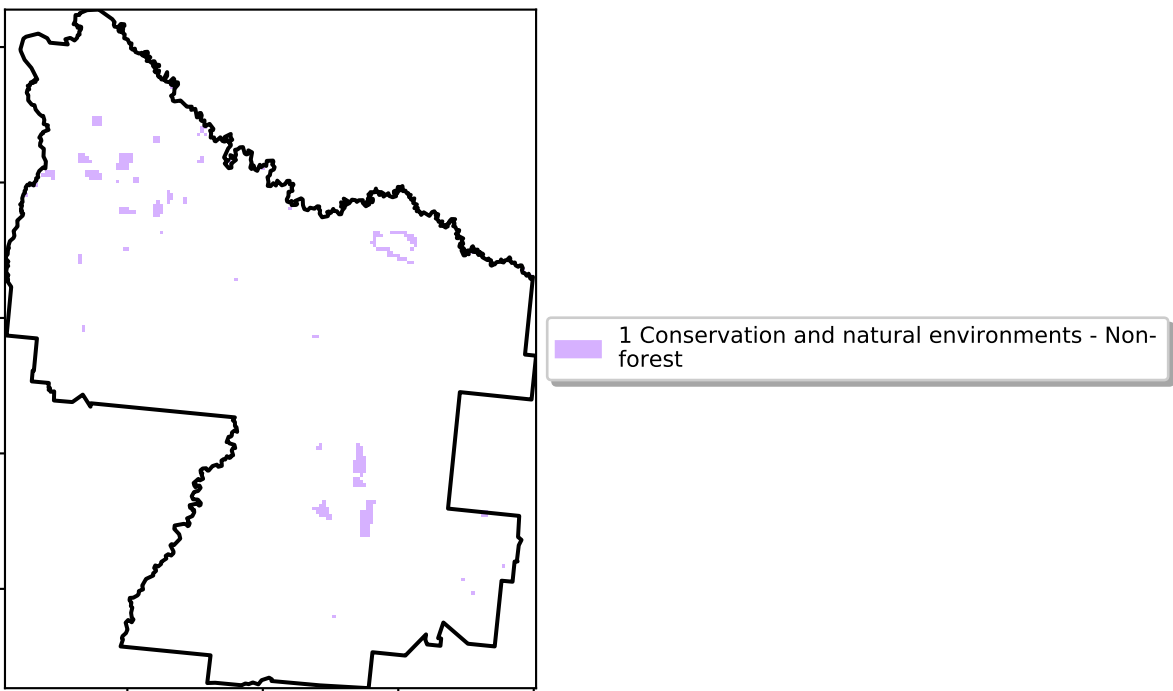 1 Conservation and natural environments - Non-
forest